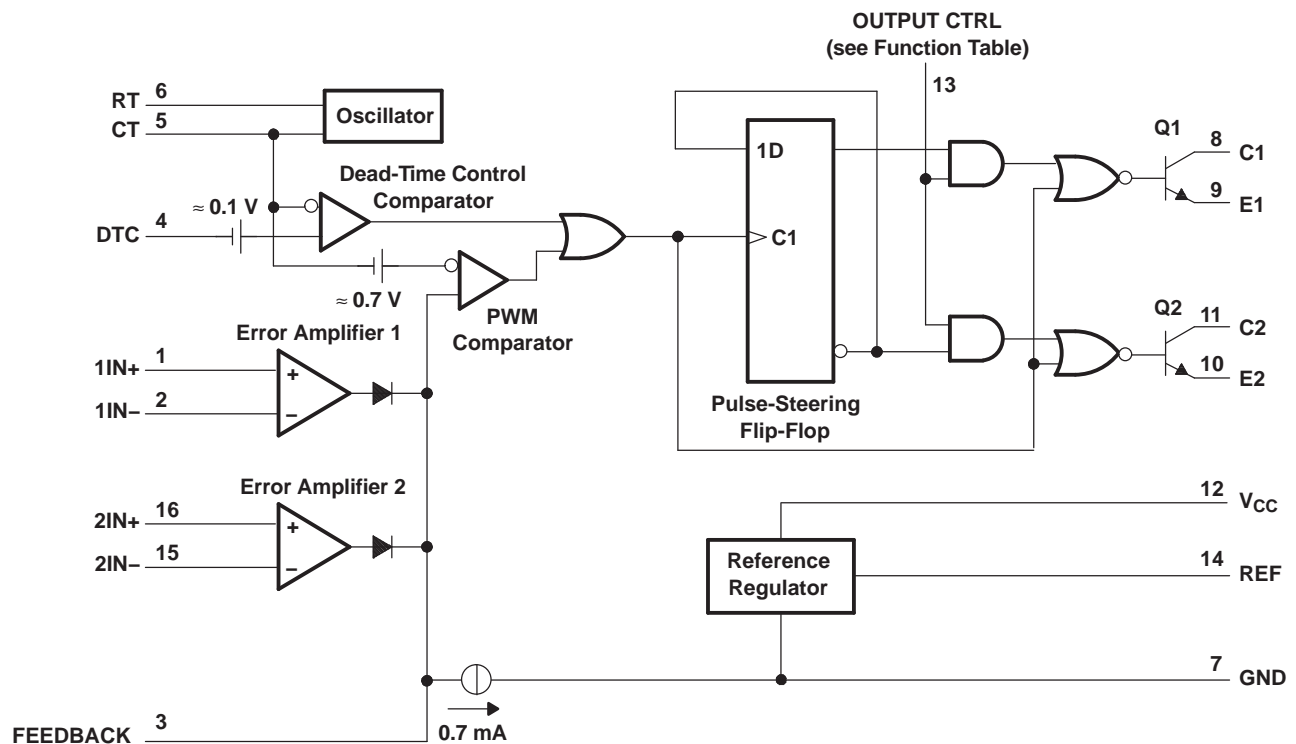 OUTPUT CTRL
(see Function Table)
13
RT 6
CT 5
Oscillator
Dead-Time Control
Comparator
≈ 0.1 V
DTC 4
≈ 0.7 V
PWM
Comparator
1D
C1
Pulse-Steering
Flip-Flop
Q1
8 C1
9 E1
Q2
11 C2
10 E2
Error Amplifier 1
1IN+ 1
+
1IN− 2
−
Error Amplifier 2
2IN+ 16
+
2IN− 15
−
12 VCC
Reference
Regulator
14 REF
7 GND
0.7 mA
FEEDBACK 3